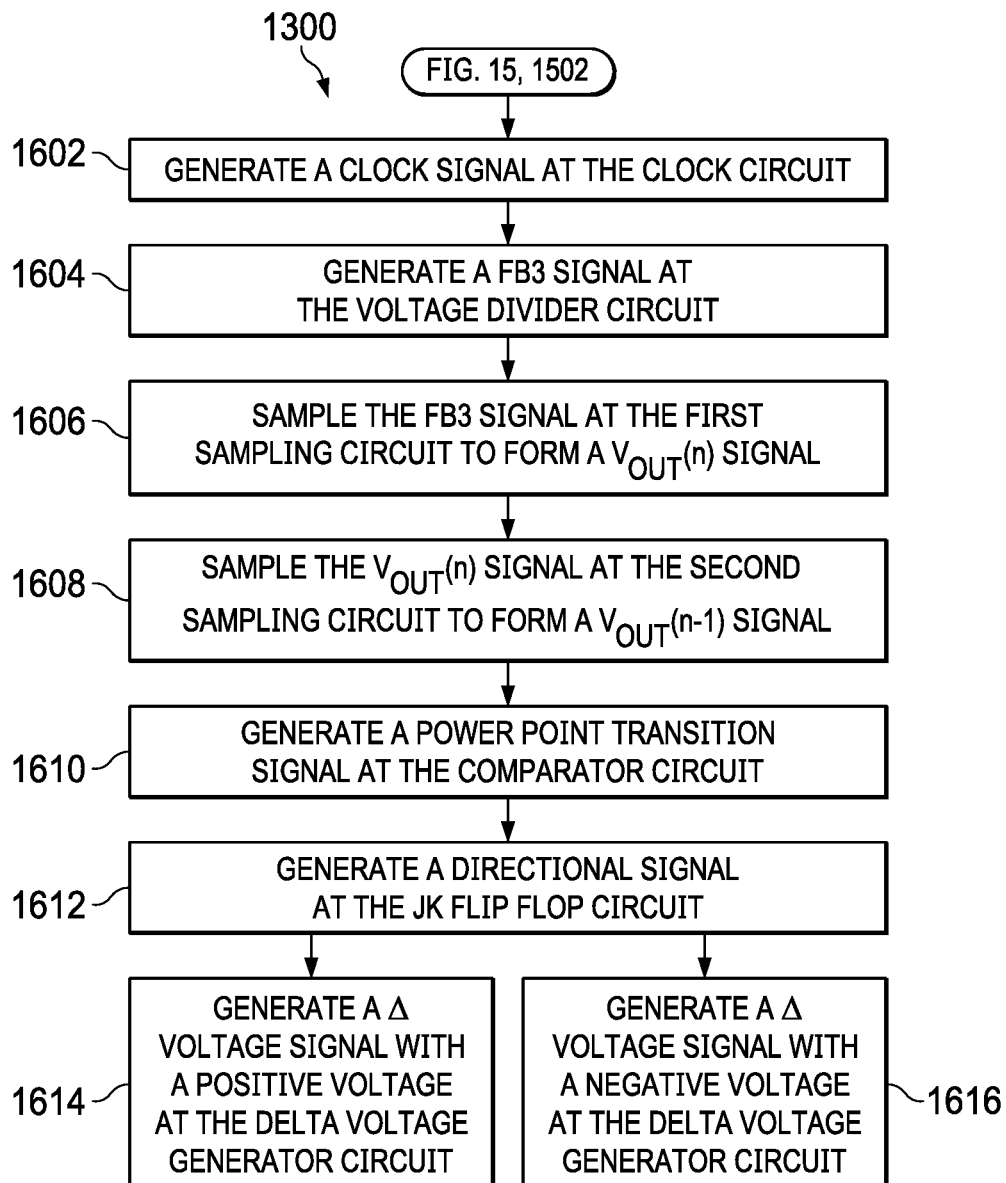 1300
FIG. 15, 1502
1602
GENERATE A CLOCK SIGNAL AT THE CLOCK CIRCUIT
1604
GENERATE A FB3 SIGNAL AT
THE VOLTAGE DIVIDER CIRCUIT
1606
SAMPLE THE FB3 SIGNAL AT THE FIRST
SAMPLING CIRCUIT TO FORM A VOUT(n) SIGNAL
1608
SAMPLE THE VOUT(n) SIGNAL AT THE SECOND
SAMPLING CIRCUIT TO FORM A VOUT(n-1) SIGNAL
1610
GENERATE A POWER POINT TRANSITION
SIGNAL AT THE COMPARATOR CIRCUIT
1612
GENERATE A DIRECTIONAL SIGNAL
AT THE JK FLIP FLOP CIRCUIT
1614
GENERATE A Δ
VOLTAGE SIGNAL WITH
A POSITIVE VOLTAGE
AT THE DELTA VOLTAGE
GENERATOR CIRCUIT
GENERATE A Δ
VOLTAGE SIGNAL WITH
A NEGATIVE VOLTAGE
AT THE DELTA VOLTAGE
GENERATOR CIRCUIT
1616